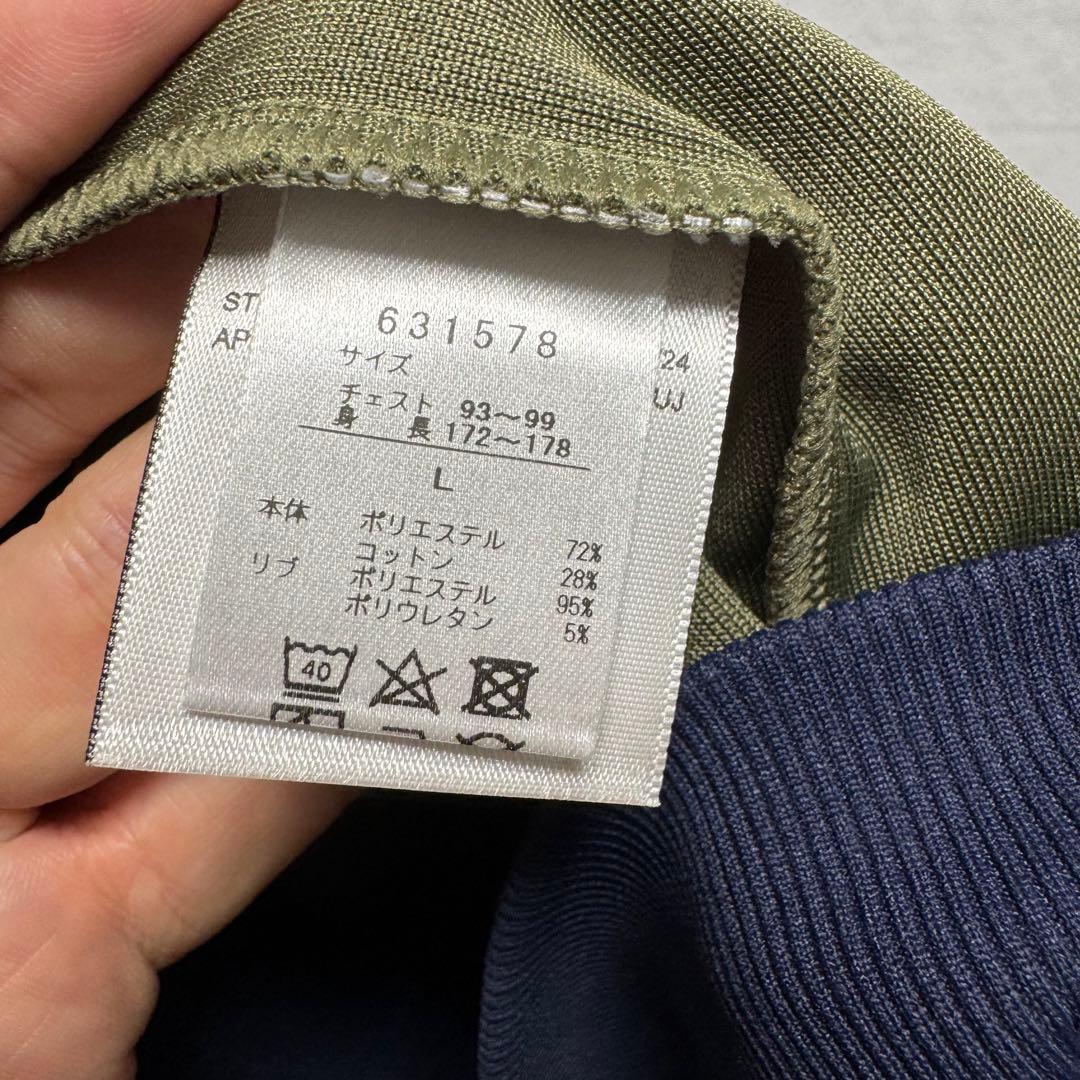 ST
AP
631578
サイズ
チェスト 93〜99
身 長 172〜178
L
'24
UJ
本体 ポリエステル 72%
コットン 28%
リブ ポリエステル 95%
ポリウレタン 5%
40